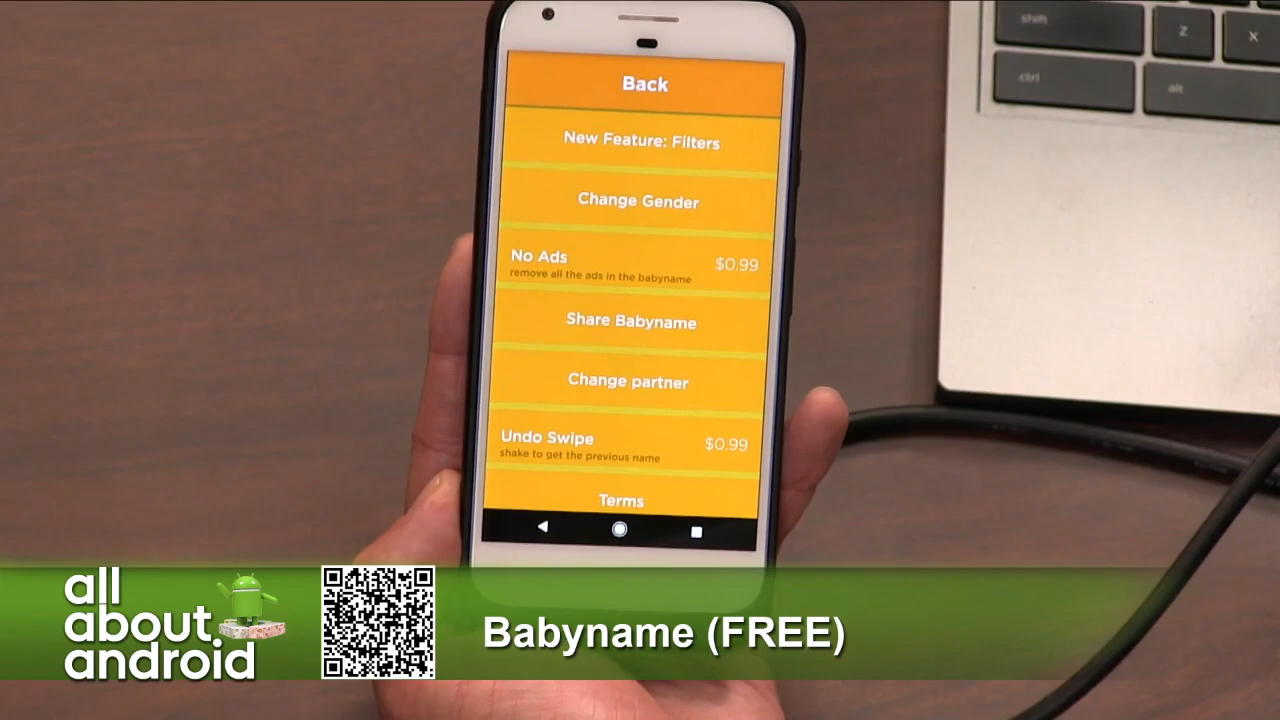 shift
Z
X
ctrl
alt
Back
New Feature: Filters
Change Gender
No Ads
$0.99
remove all the ads in the babyname
Share Babyname
Change partner
Undo Swipe
$0.99
shake to get the previous name
Terms
all
about
android
Babyname (FREE)